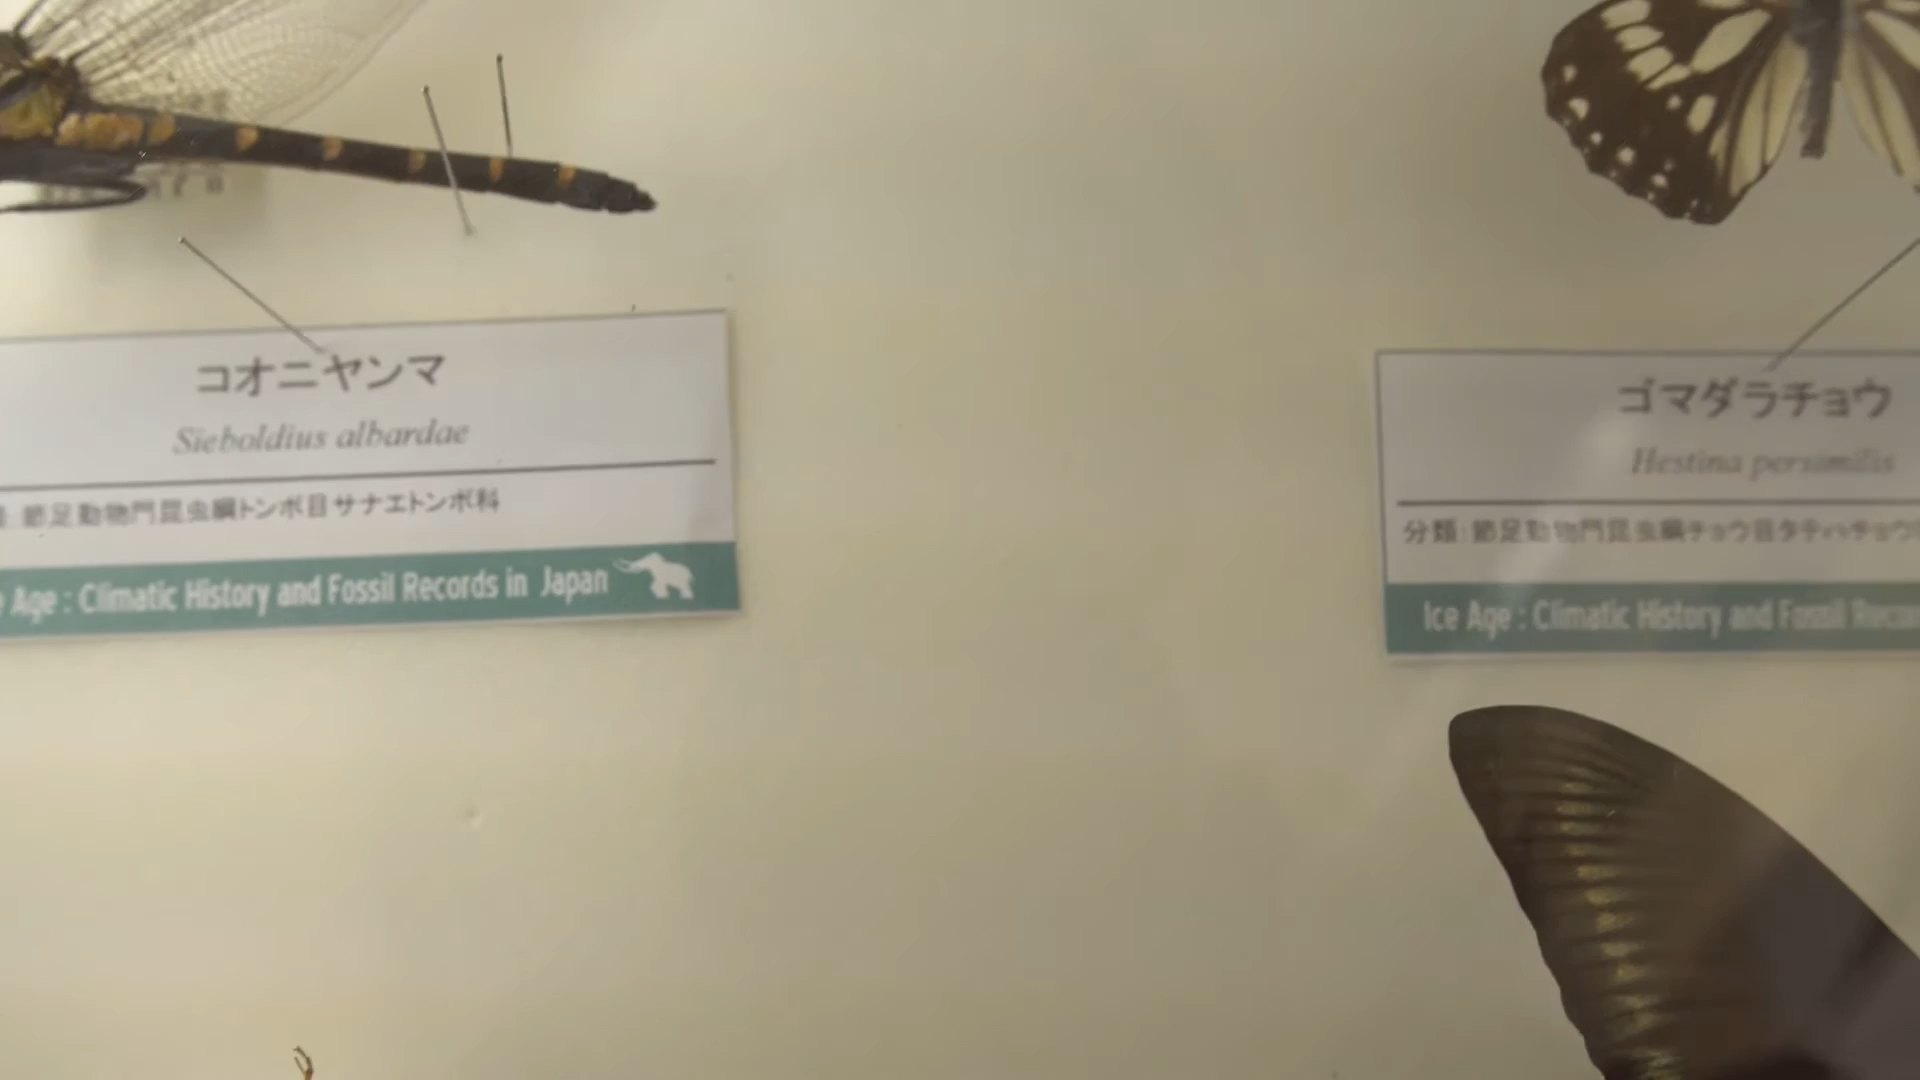 コオニヤンマ
Sieboldius albardae
節足動物門昆虫綱トンボ目サナエトンボ科
Age : Climatic History and Fossil Records in Japan
ゴマダラチョウ
Hestina persimilis
分類:節足動物門昆虫綱チョウ目タテハチョウ
Ice Age : Climatic History and Fossil Recor